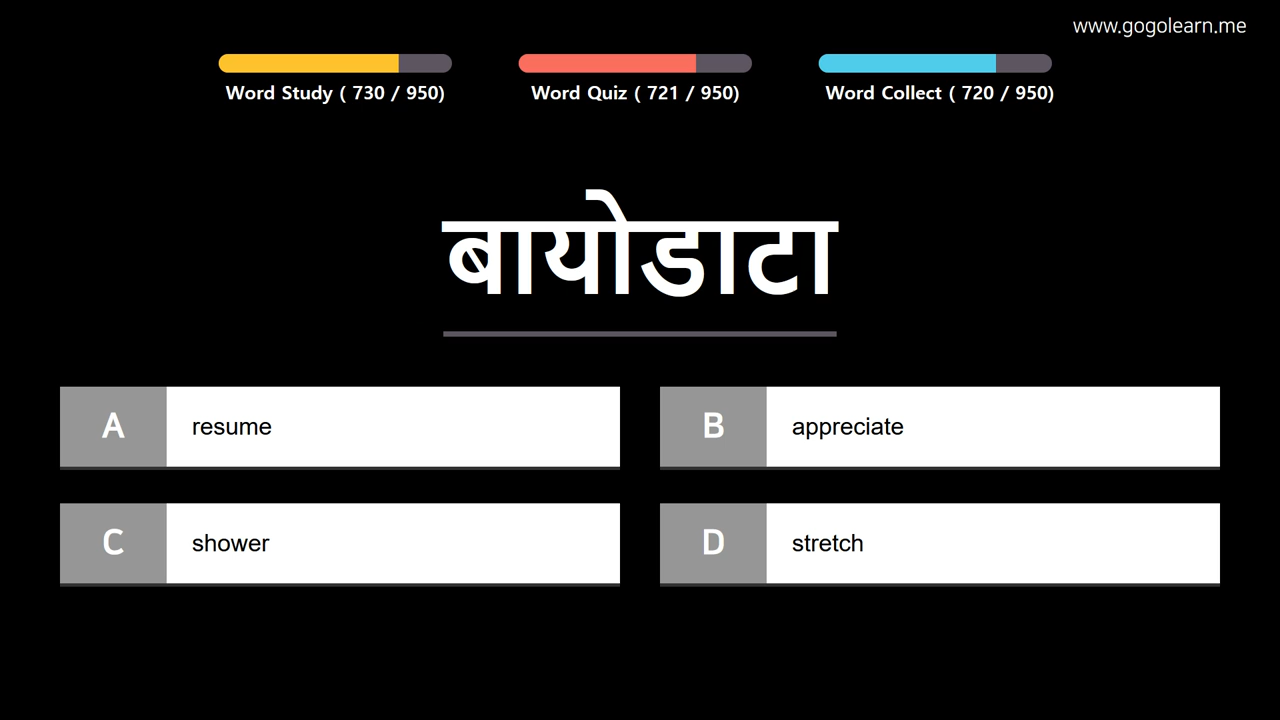 www.gogolearn.me
Word Study ( 730 / 950)
Word Quiz ( 721 / 950)
Word Collect ( 720 / 950)
बायोडाटा
A resume
B appreciate
C shower
D stretch